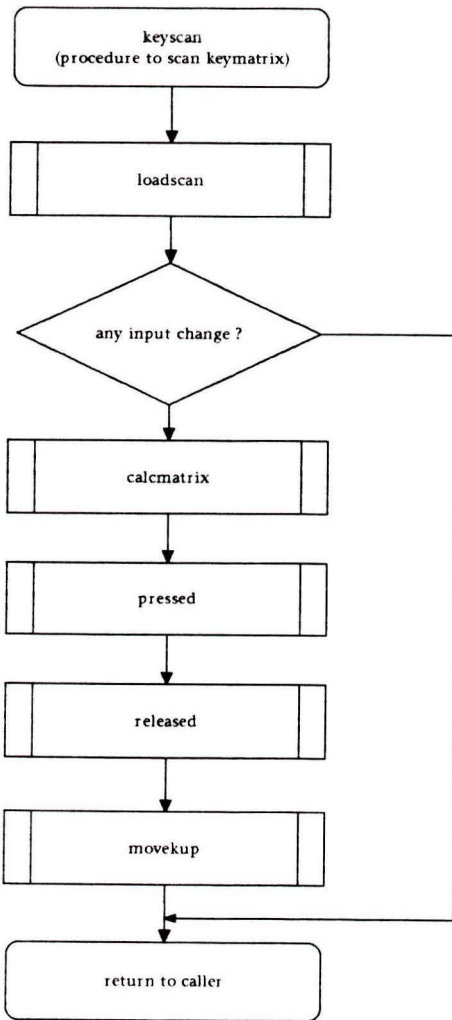 keyscan
(procedure to scan keymatrix)
loadscan
any input change ?
calcmatrix
pressed
released
movekup
return to caller